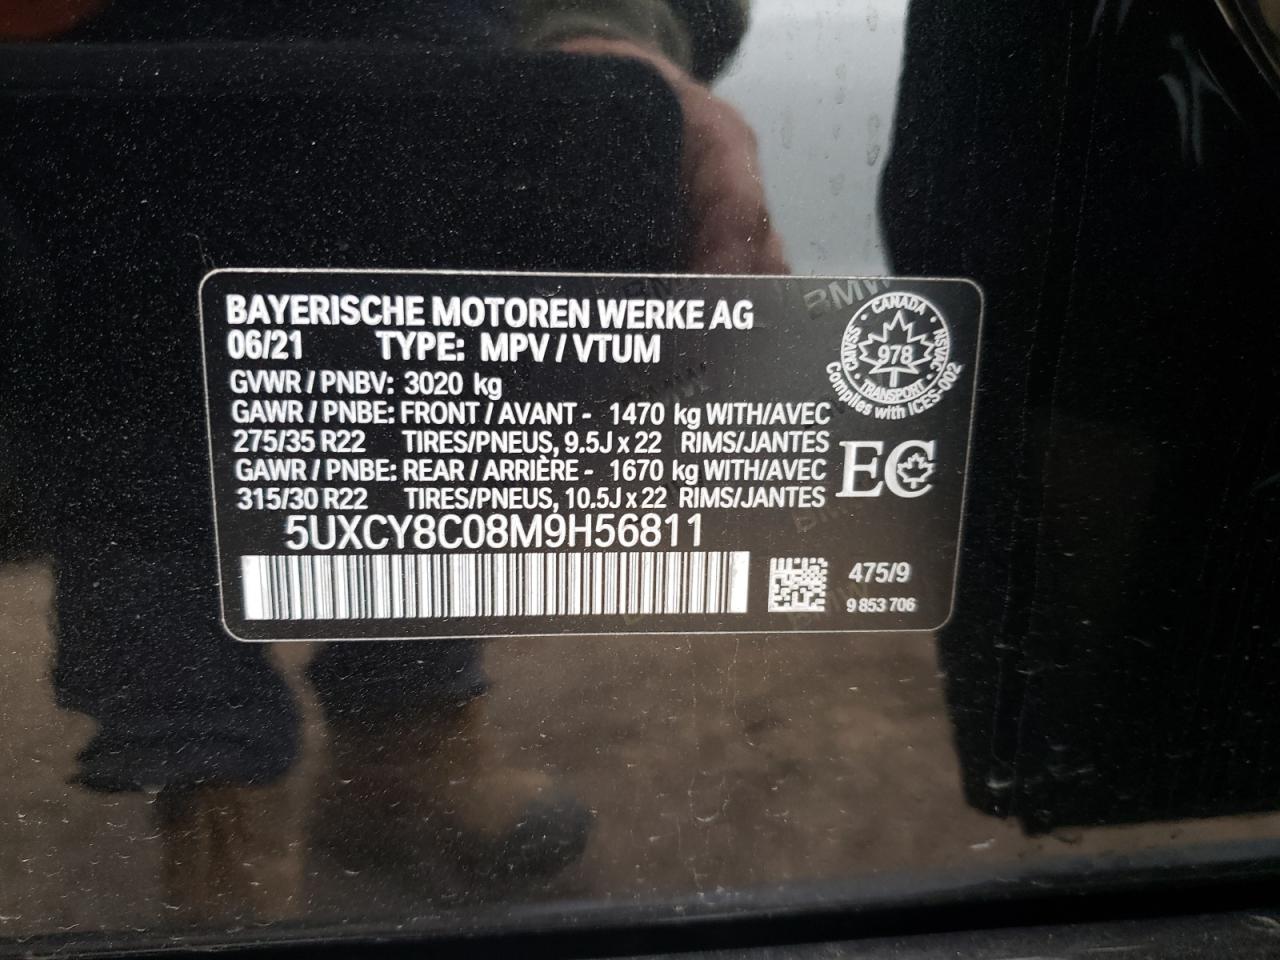 BAYERISCHE MOTOREN WERKE AG
06/21 TYPE: MPV / VTUM
GVWR / PNBV: 3020 kg
GAWR / PNBE: FRONT / AVANT - 1470 kg WITH/AVEC
275/35 R22 TIRES/PNEUS, 9.5J x 22 RIMS/JANTES
GAWR / PNBE: REAR / ARRIÈRE - 1670 kg WITH/AVEC
315/30 R22 TIRES/PNEUS, 10.5J x 22 RIMS/JANTES
5UXCY8C08M9H56811
CANADA
CMVSS · NSVAC
978
TRANSPORT
Complies with ICES-002
EC
475/9
9 853 706
BMW